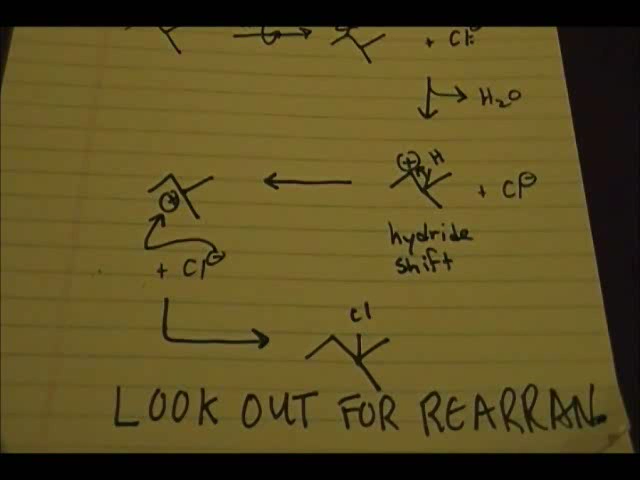 + Cl:⊖
H₂O
⊕ H
+ Cl⊖
hydride
shift
⊕
+ Cl⊖
Cl
LOOK OUT FOR REARRAN.